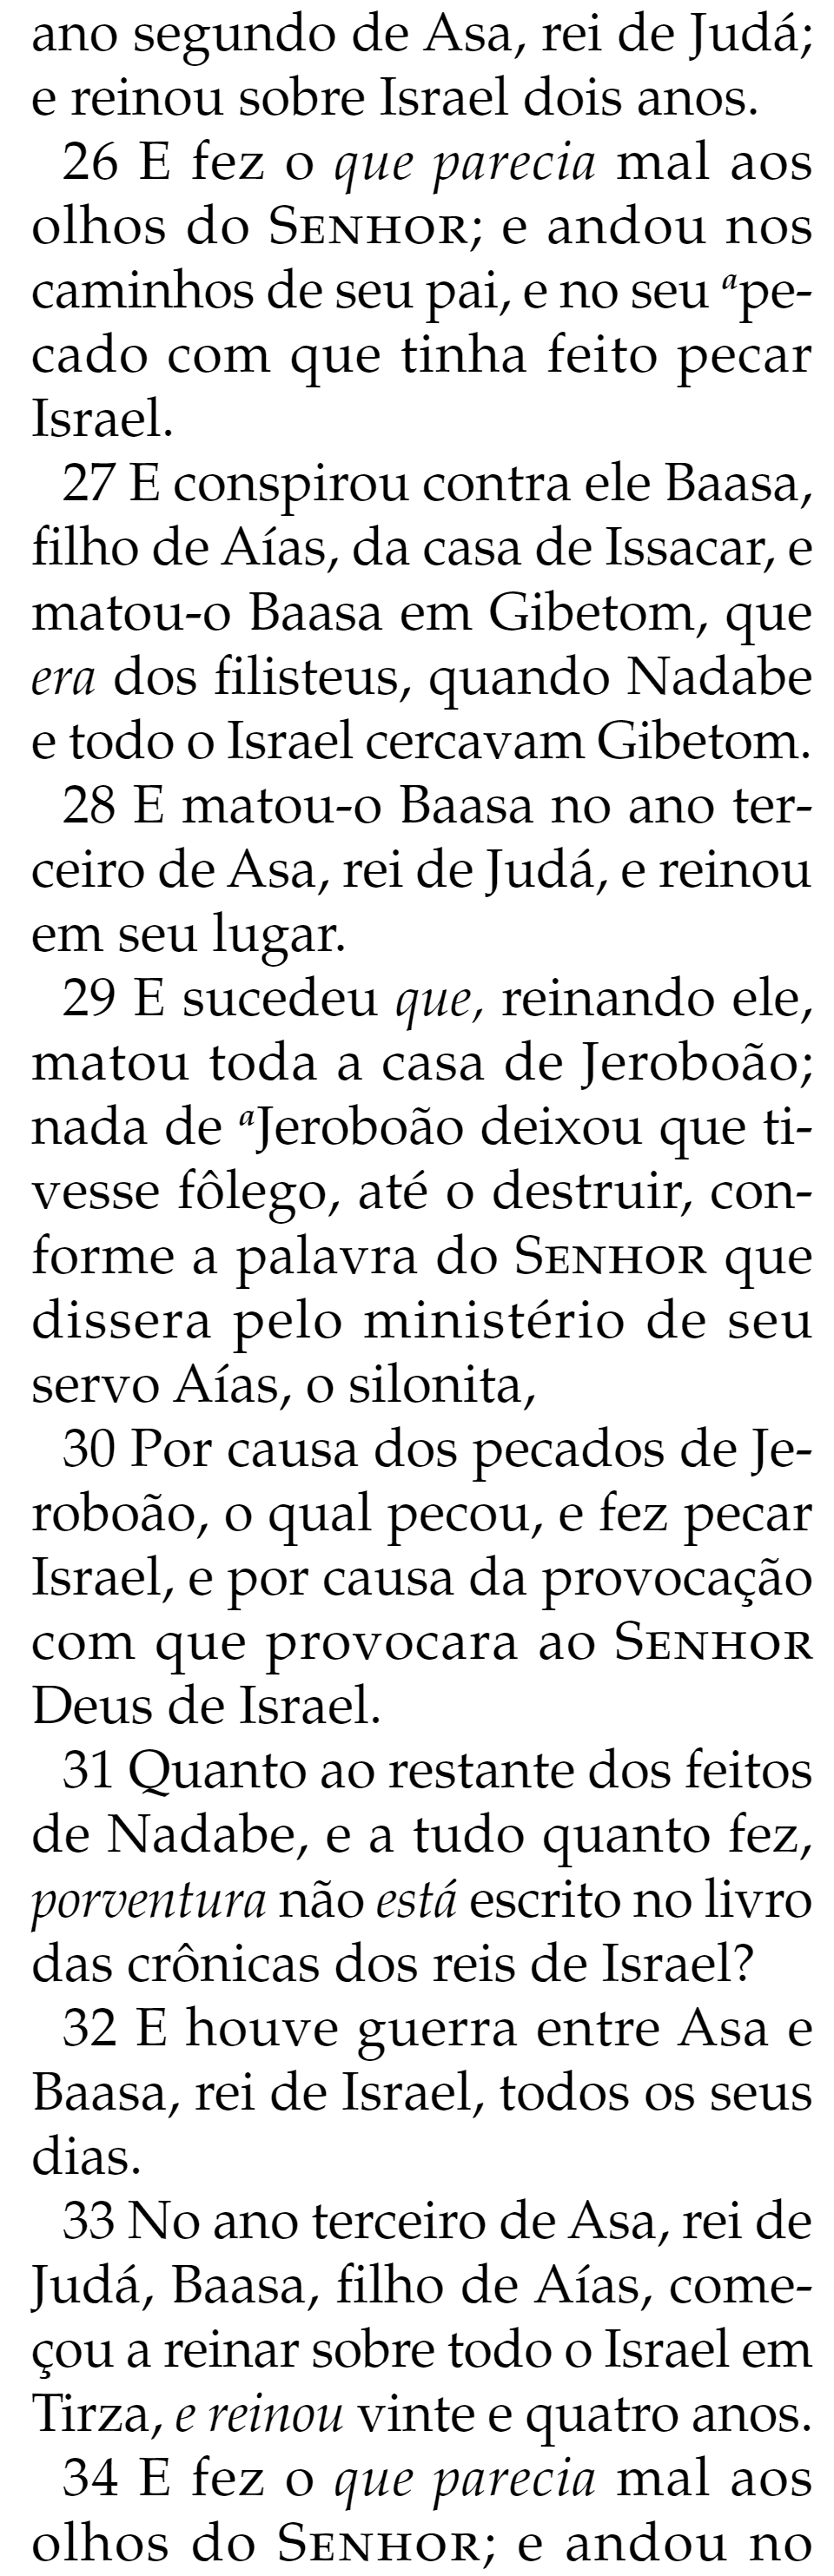 ano segundo de Asa, rei de Judá;
e reinou sobre Israel dois anos.
26 E fez o que parecia mal aos
olhos do SENHOR; e andou nos
caminhos de seu pai, e no seu ªpe-
cado com que tinha feito pecar
Israel.
27 E conspirou contra ele Baasa,
filho de Aías, da casa de Issacar, e
matou-o Baasa em Gibetom, que
era dos filisteus, quando Nadabe
e todo o Israel cercavam Gibetom.
28 E matou-o Baasa no ano ter-
ceiro de Asa, rei de Judá, e reinou
em seu lugar.
29 E sucedeu que, reinando ele,
matou toda a casa de Jeroboão;
nada de ªJeroboão deixou que ti-
vesse fôlego, até o destruir, con-
forme a palavra do SENHOR que
dissera pelo ministério de seu
servo Aías, o silonita,
30 Por causa dos pecados de Je-
roboão, o qual pecou, e fez pecar
Israel, e por causa da provocação
com que provocara ao SENHOR
Deus de Israel.
31 Quanto ao restante dos feitos
de Nadabe, e a tudo quanto fez,
porventura não está escrito no livro
das crônicas dos reis de Israel?
32 E houve guerra entre Asa e
Baasa, rei de Israel, todos os seus
dias.
33 No ano terceiro de Asa, rei de
Judá, Baasa, filho de Aías, come-
çou a reinar sobre todo o Israel em
Tirza, e reinou vinte e quatro anos.
34 E fez o que parecia mal aos
olhos do SENHOR; e andou no